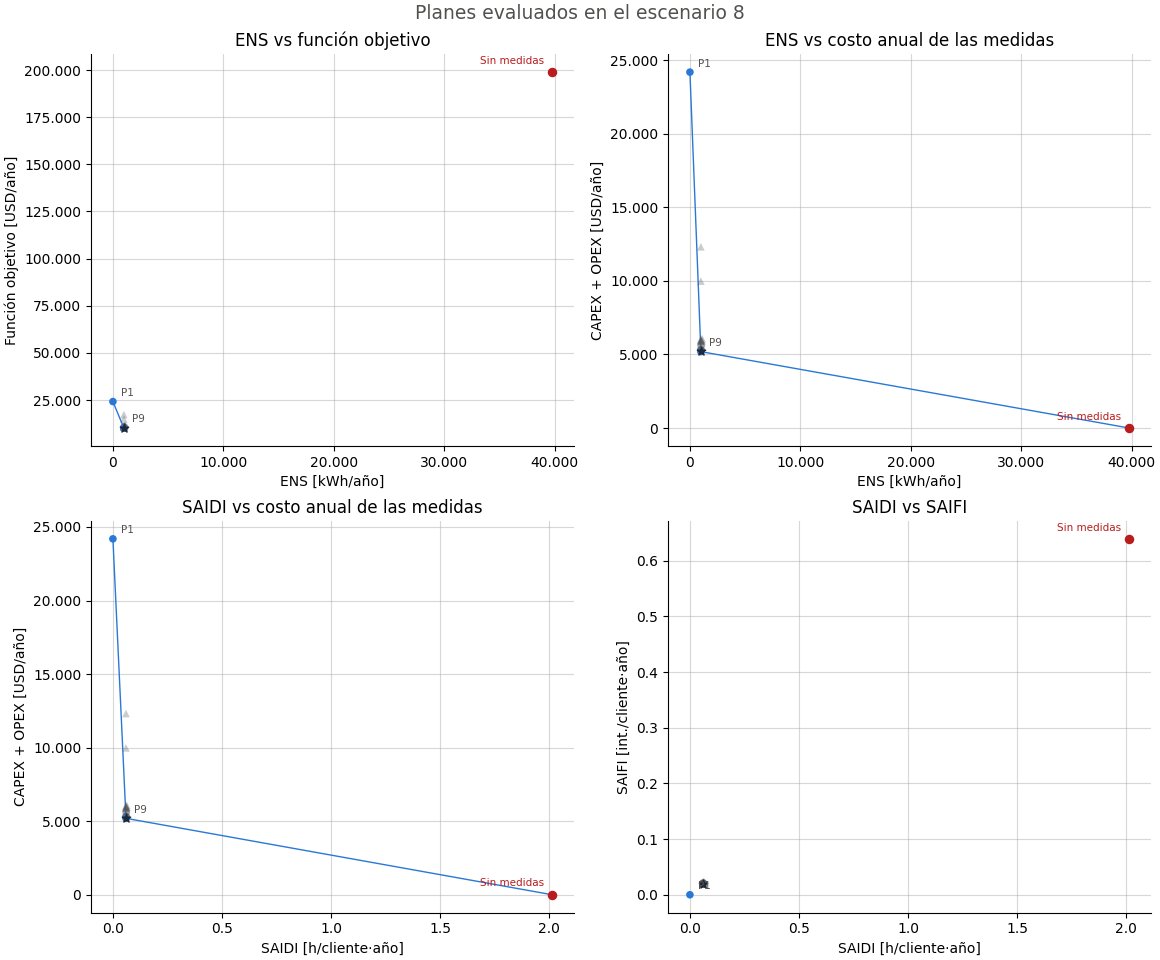 Planes evaluados en el escenario 8
ENS vs función objetivo
Función objetivo [USD/año]
200.000
175.000
150.000
125.000
100.000
75.000
50.000
25.000
Sin medidas
P1
P9
0
10.000
20.000
30.000
40.000
ENS [kWh/año]
ENS vs costo anual de las medidas
CAPEX + OPEX [USD/año]
25.000
20.000
15.000
10.000
5.000
0
P1
P9
Sin medidas
0
10.000
20.000
30.000
40.000
ENS [kWh/año]
SAIDI vs costo anual de las medidas
CAPEX + OPEX [USD/año]
25.000
20.000
15.000
10.000
5.000
0
P1
P9
Sin medidas
0.0
0.5
1.0
1.5
2.0
SAIDI [h/cliente·año]
SAIDI vs SAIFI
SAIFI [int./cliente·año]
0.6
0.5
0.4
0.3
0.2
0.1
0.0
Sin medidas
0.0
0.5
1.0
1.5
2.0
SAIDI [h/cliente·año]